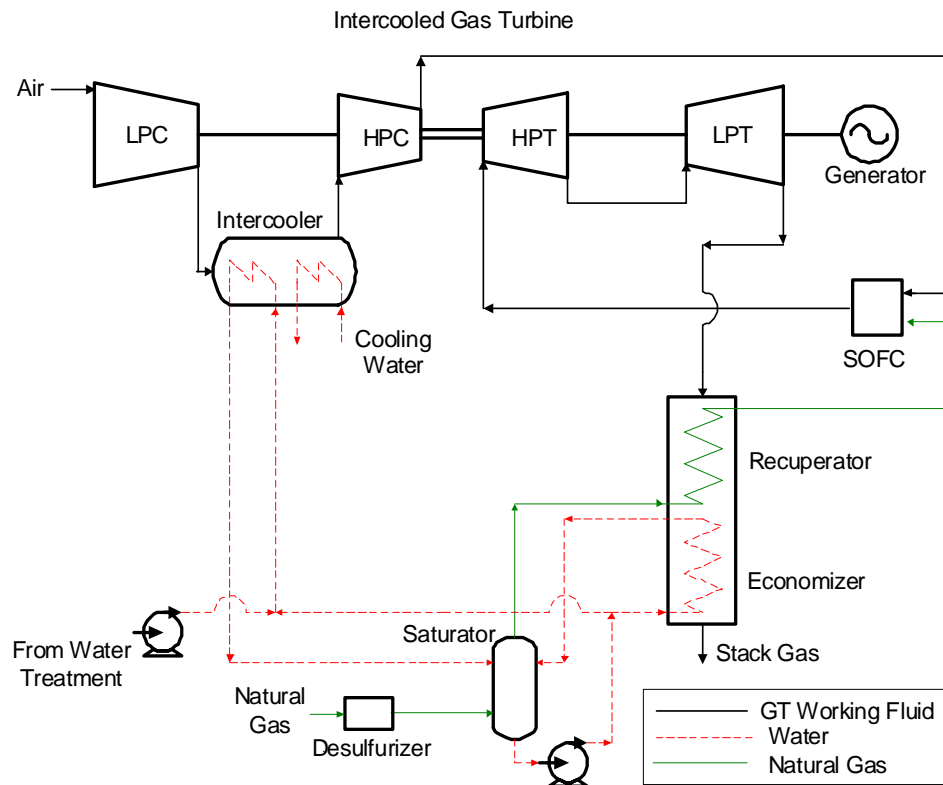 Intercooled Gas Turbine
Air
LPC
HPC
HPT
LPT
Generator
Intercooler
Cooling
Water
SOFC
Recuperator
Economizer
Saturator
From Water
Treatment
Stack Gas
Natural
Gas
Desulfurizer
GT Working Fluid
Water
Natural Gas